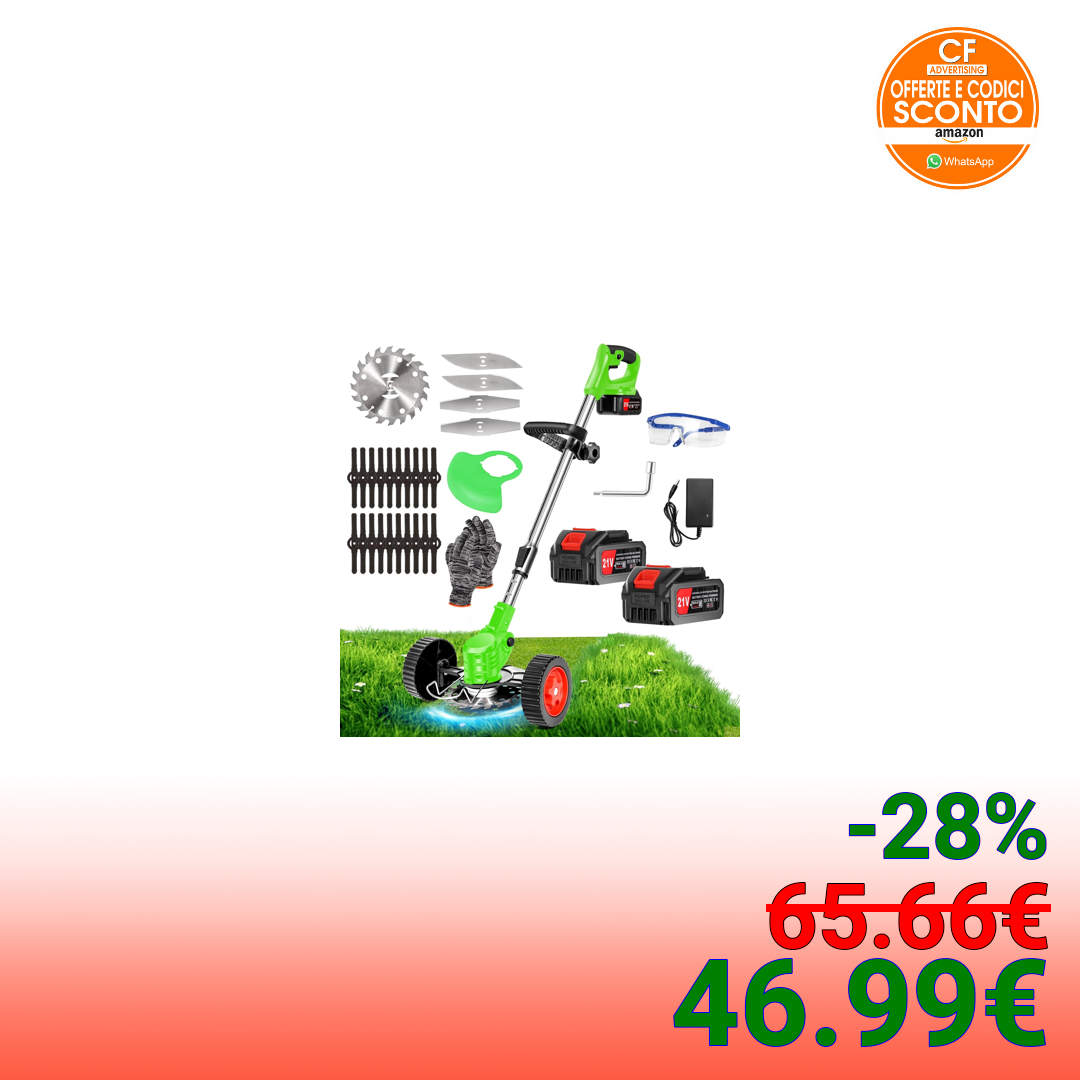 CF
ADVERTISING
OFFERTE E CODICI
SCONTO
amazon
WhatsApp
21V
21V
-28%
65.66€
46.99€